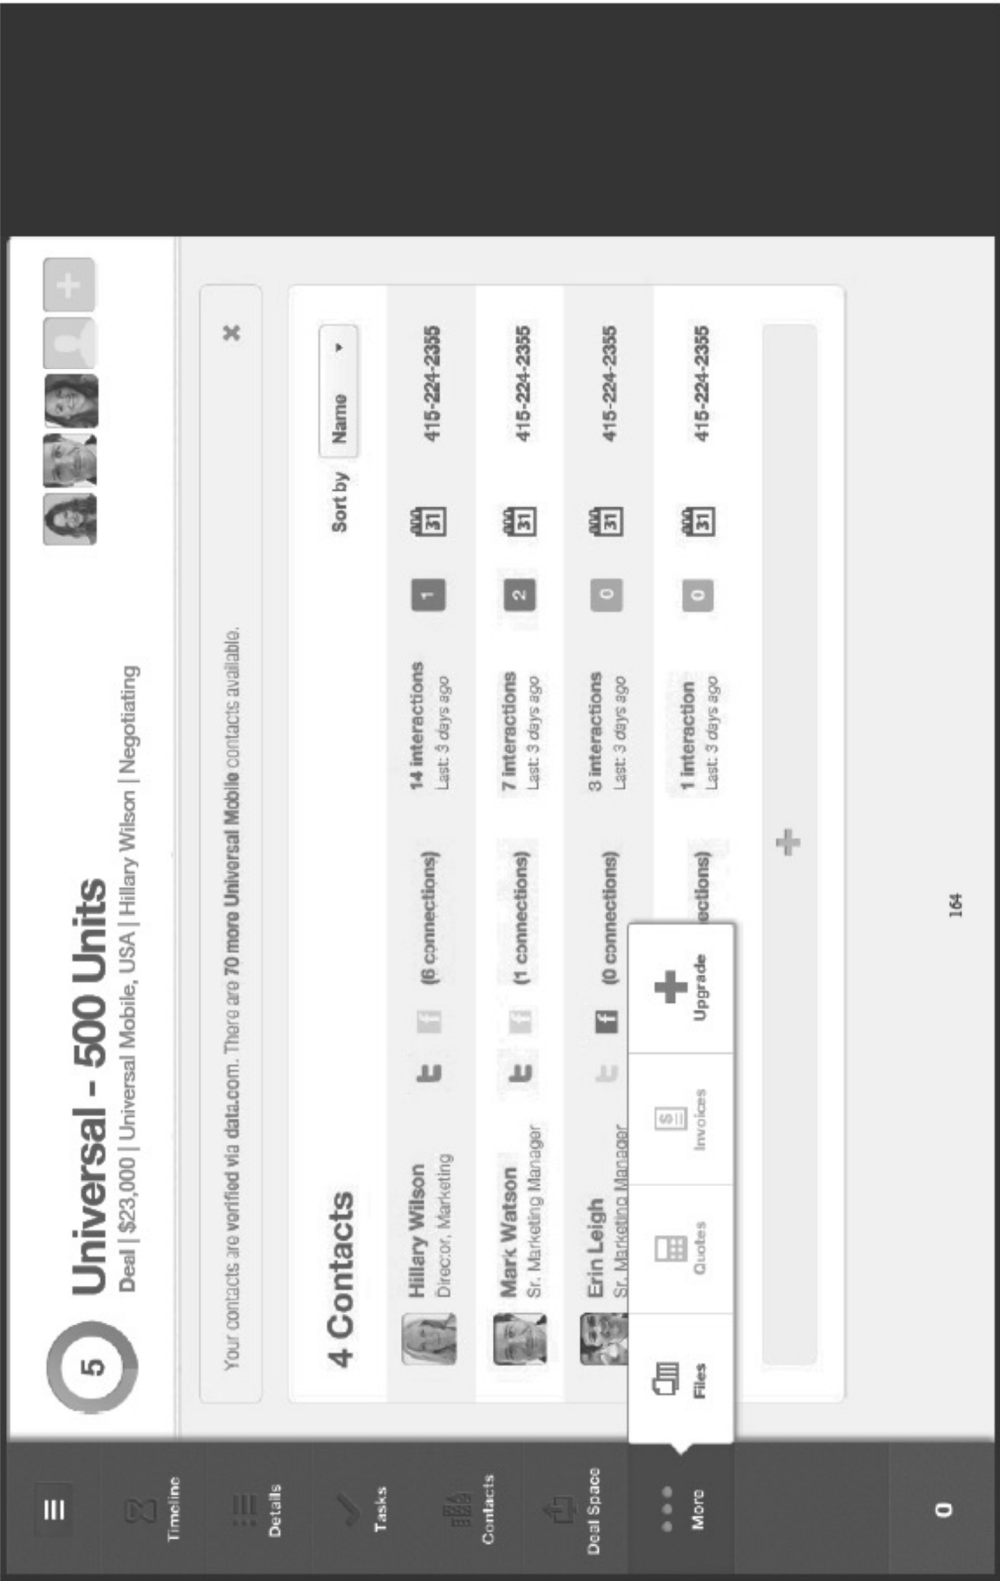 5
Universal – 500 Units
Deal | $23,000 | Universal Mobile, USA | Hillary Wilson | Negotiating
Timeline
Details
Tasks
Contacts
Deal Space
More
0
Your contacts are verified via data.com. There are 70 more Universal Mobile contacts available.
4 Contacts
Sort by Name
Hillary Wilson
Director, Marketing
(6 connections)
14 interactions
Last: 3 days ago
1
31
415-224-2355
Mark Watson
Sr. Marketing Manager
(1 connections)
7 interactions
Last: 3 days ago
2
31
415-224-2355
Erin Leigh
Sr. Marketing Manager
(0 connections)
3 interactions
Last: 3 days ago
0
31
415-224-2355
ections)
1 interaction
Last: 3 days ago
0
31
415-224-2355
Files
Quotes
Invoices
Upgrade
164